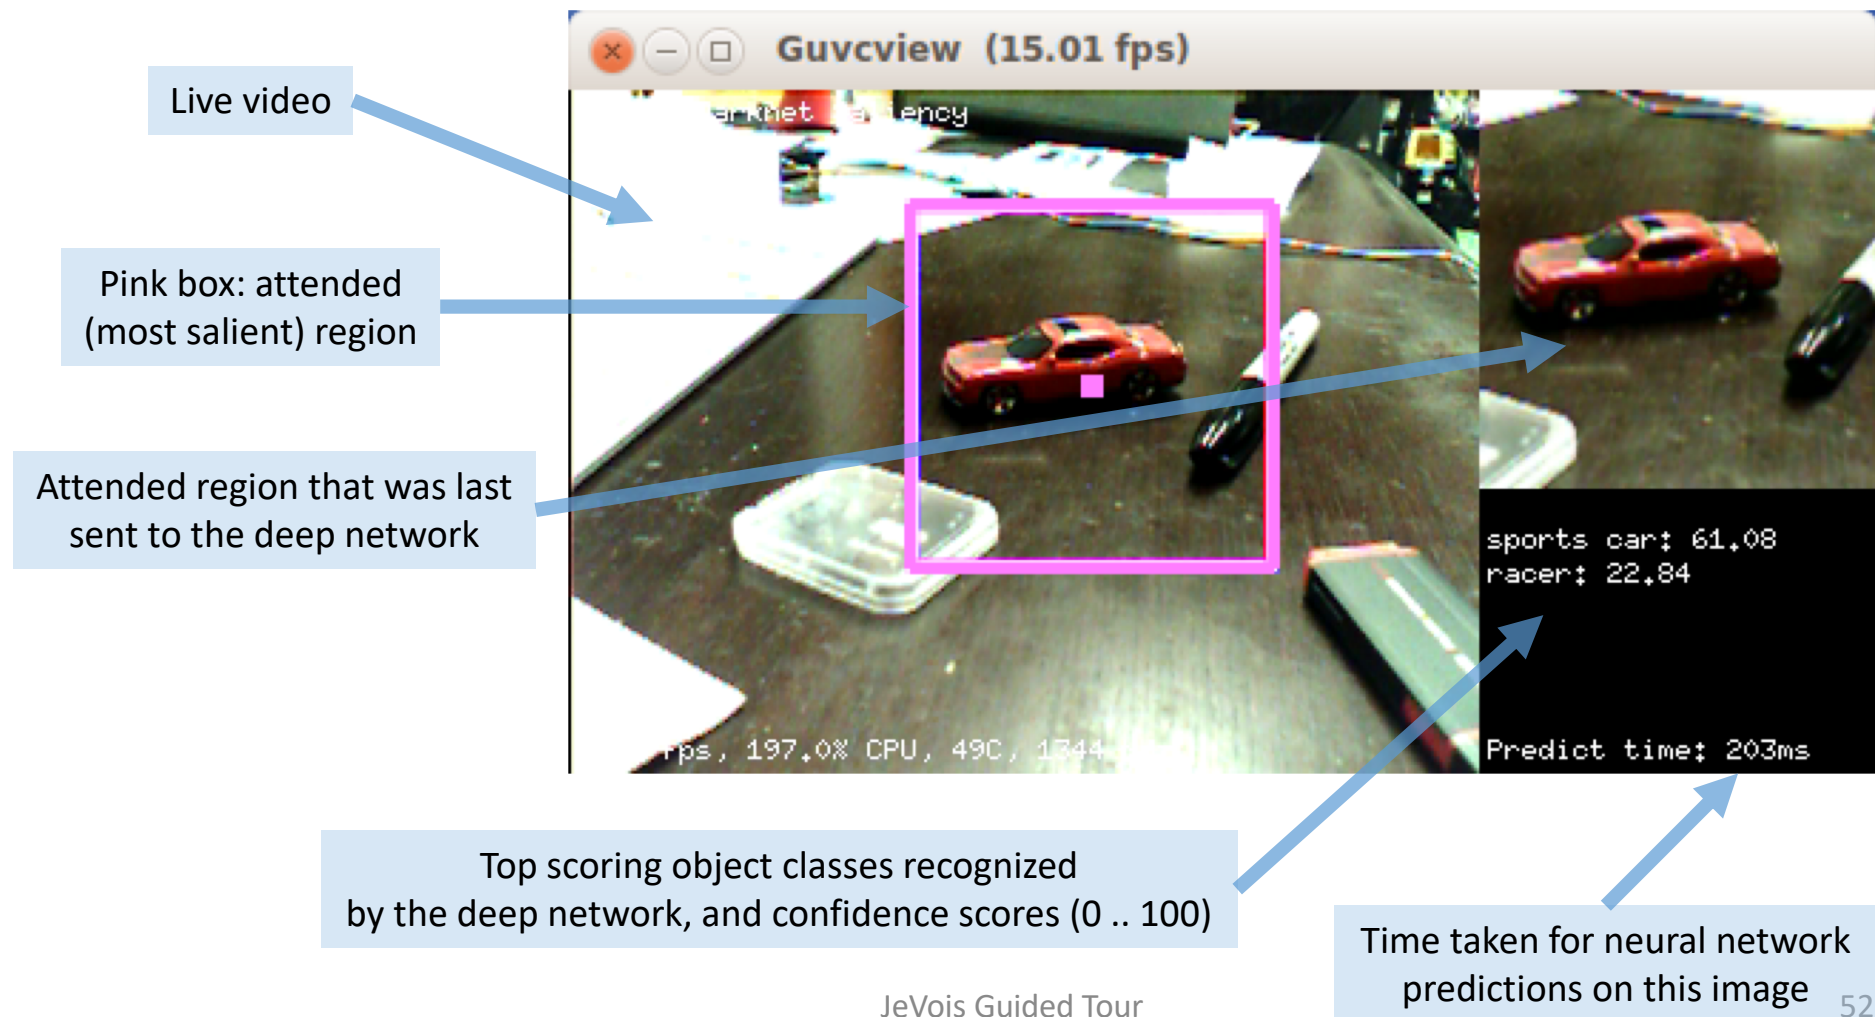 Guvcview (15.01 fps)
Live video
Pink box: attended
(most salient) region
Attended region that was last
sent to the deep network
sports car: 61.08
racer: 22.84
fps, 197.0% CPU, 49C, 1344
Predict time: 203ms
Top scoring object classes recognized
by the deep network, and confidence scores (0 .. 100)
Time taken for neural network
predictions on this image
JeVois Guided Tour
52